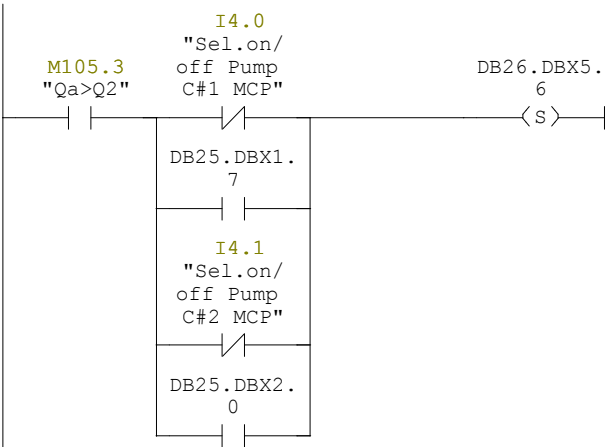 I4.0
"Sel.on/
off Pump
C#1 MCP"
M105.3
"Qa>Q2"
DB26.DBX5.
6
S
DB25.DBX1.
7
I4.1
"Sel.on/
off Pump
C#2 MCP"
DB25.DBX2.
0